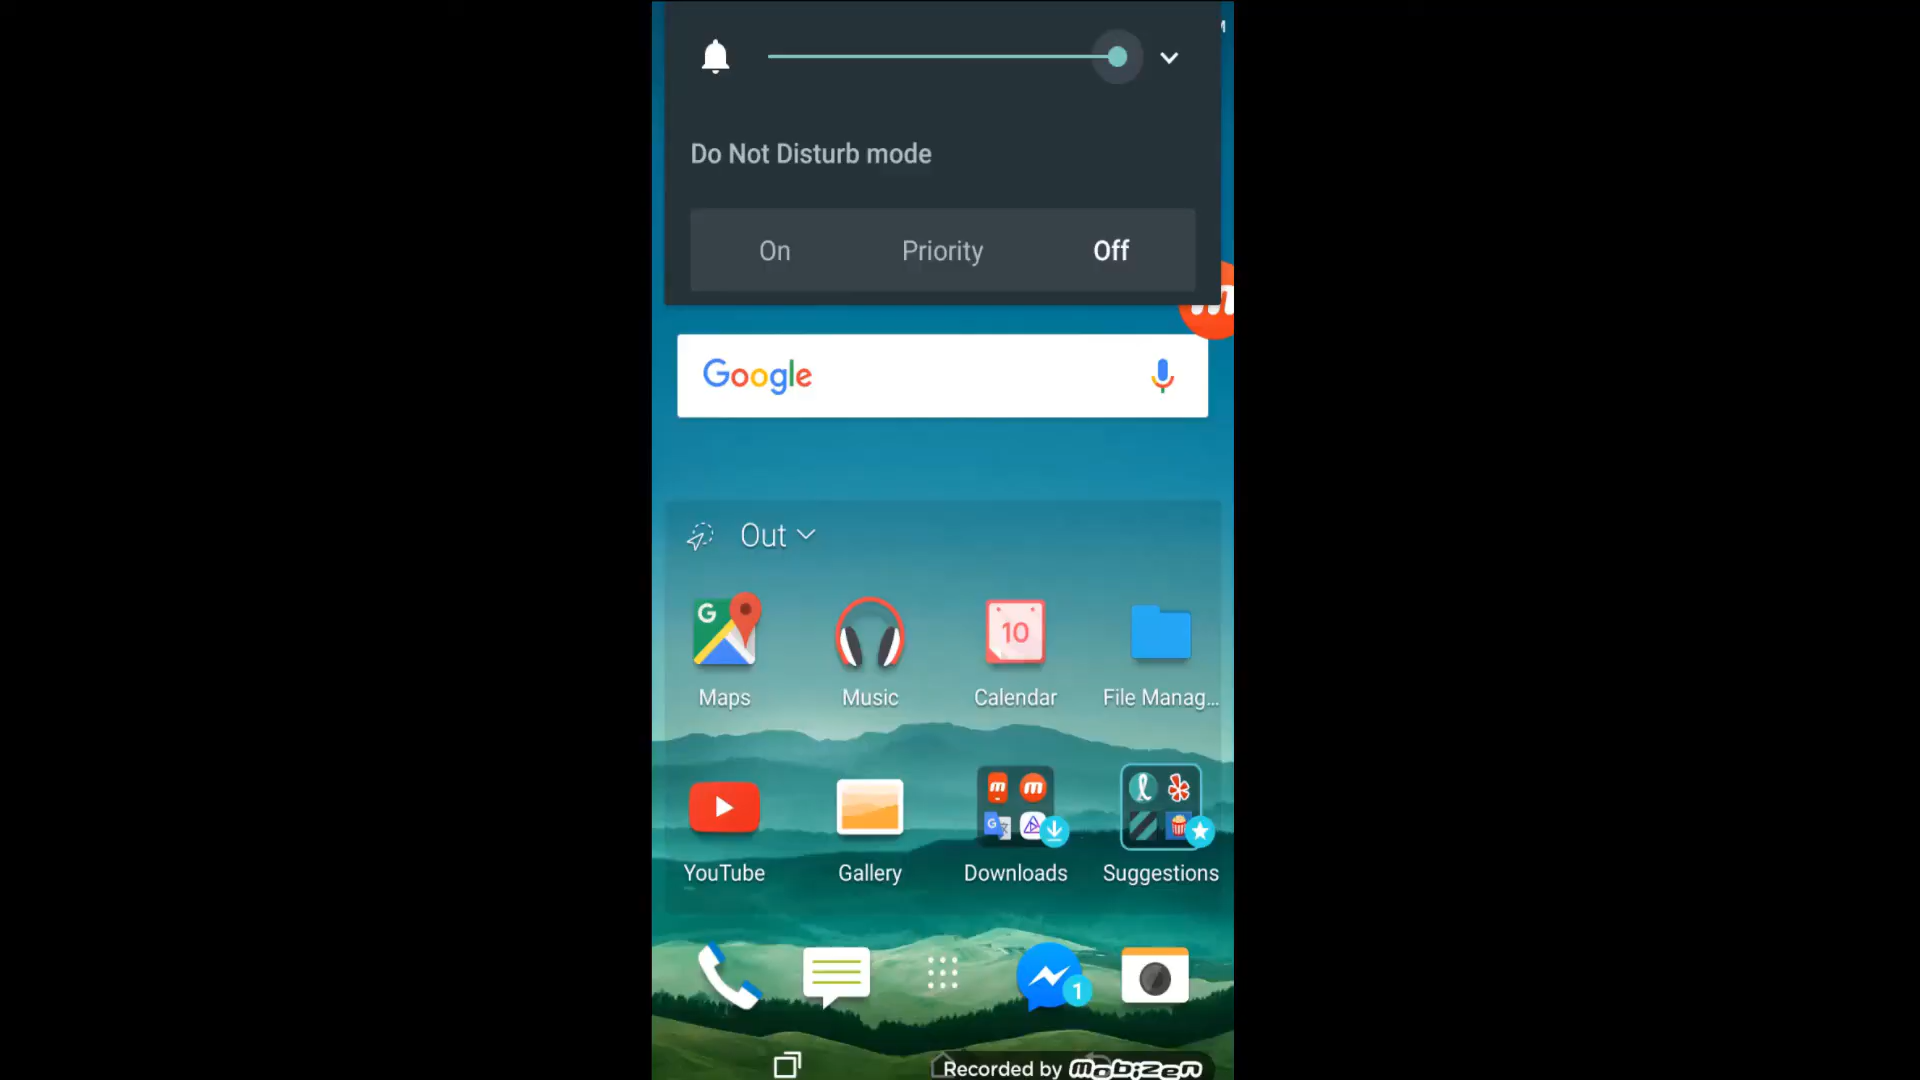 M
Do Not Disturb mode
On Priority Off
m
Google
Out
G
10
Maps Music Calendar File Manag...
m m
G
YouTube Gallery Downloads Suggestions
1
Recorded by mobizen